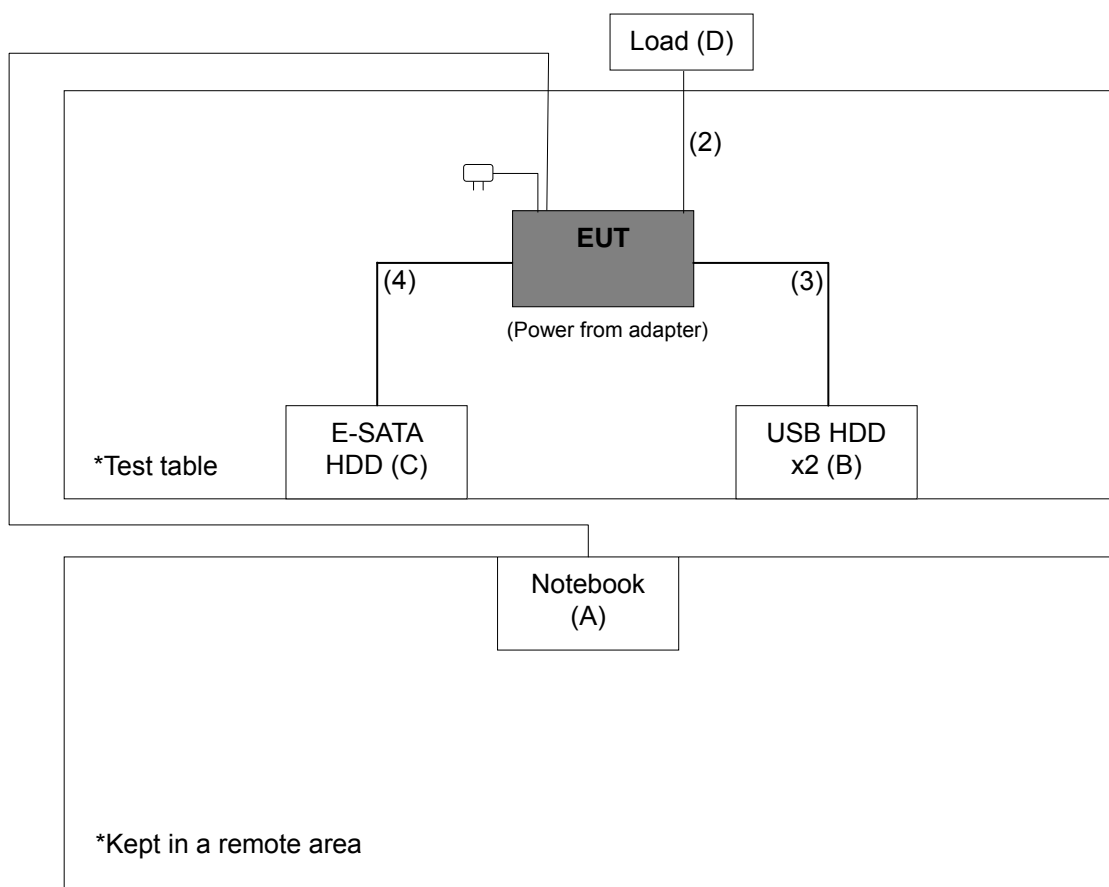 Load (D)
(2)
EUT
(4)
(3)
(Power from adapter)
E-SATA
HDD (C)
USB HDD
x2 (B)
*Test table
Notebook
(A)
*Kept in a remote area